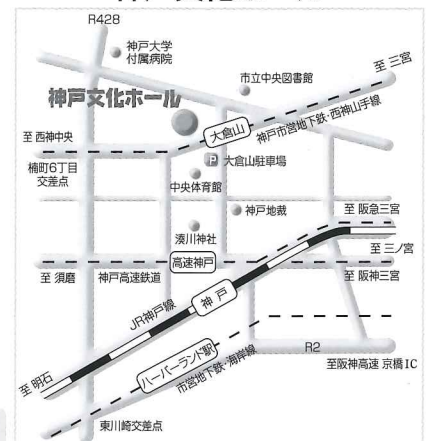 R428
神戸大学
付属病院
市立中央図書館
至 三宮
神戸文化ホール
大倉山
神戸市営地下鉄・西神山手線
至 西神中央
P 大倉山駐車場
楠町6丁目
交差点
中央体育館
神戸地裁
至 阪急三宮
湊川神社
至 三ノ宮
高速神戸
至 須磨
神戸高速鉄道
至 阪神三宮
神戸
JR神戸線
R2
ハーバーランド駅
至阪神高速 京橋IC
至 明石
市営地下鉄・海岸線
東川崎交差点